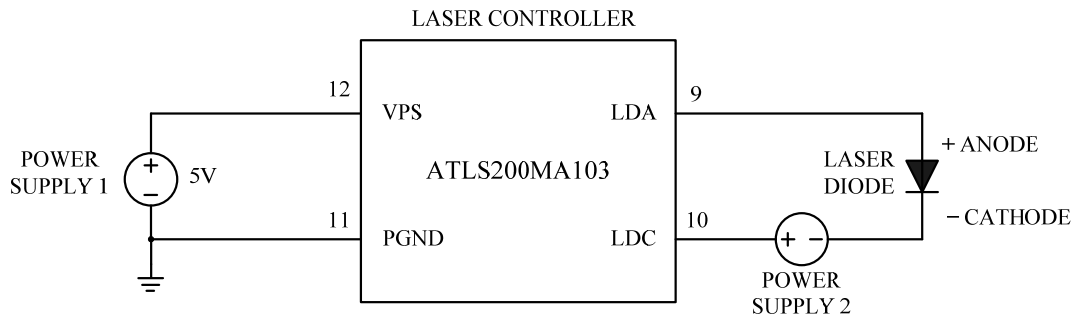 LASER CONTROLLER
12
VPS
LDA
9
POWER
SUPPLY 1
+
−
5V
ATLS200MA103
LASER
DIODE
+ ANODE
− CATHODE
11
PGND
LDC
10
+ -
POWER
SUPPLY 2